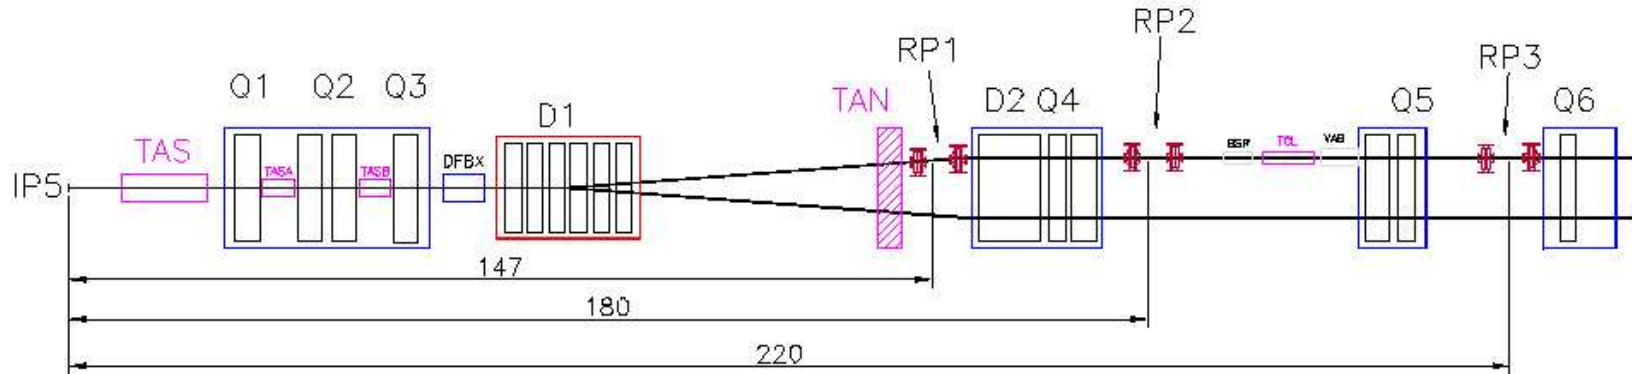 RP2
RP1
RP3
Q1 Q2 Q3
TAN
D2 Q4
Q5
Q6
D1
TAS
DFBX
BSR
TCL
VAB
TASA
TASB
IP5
147
180
220